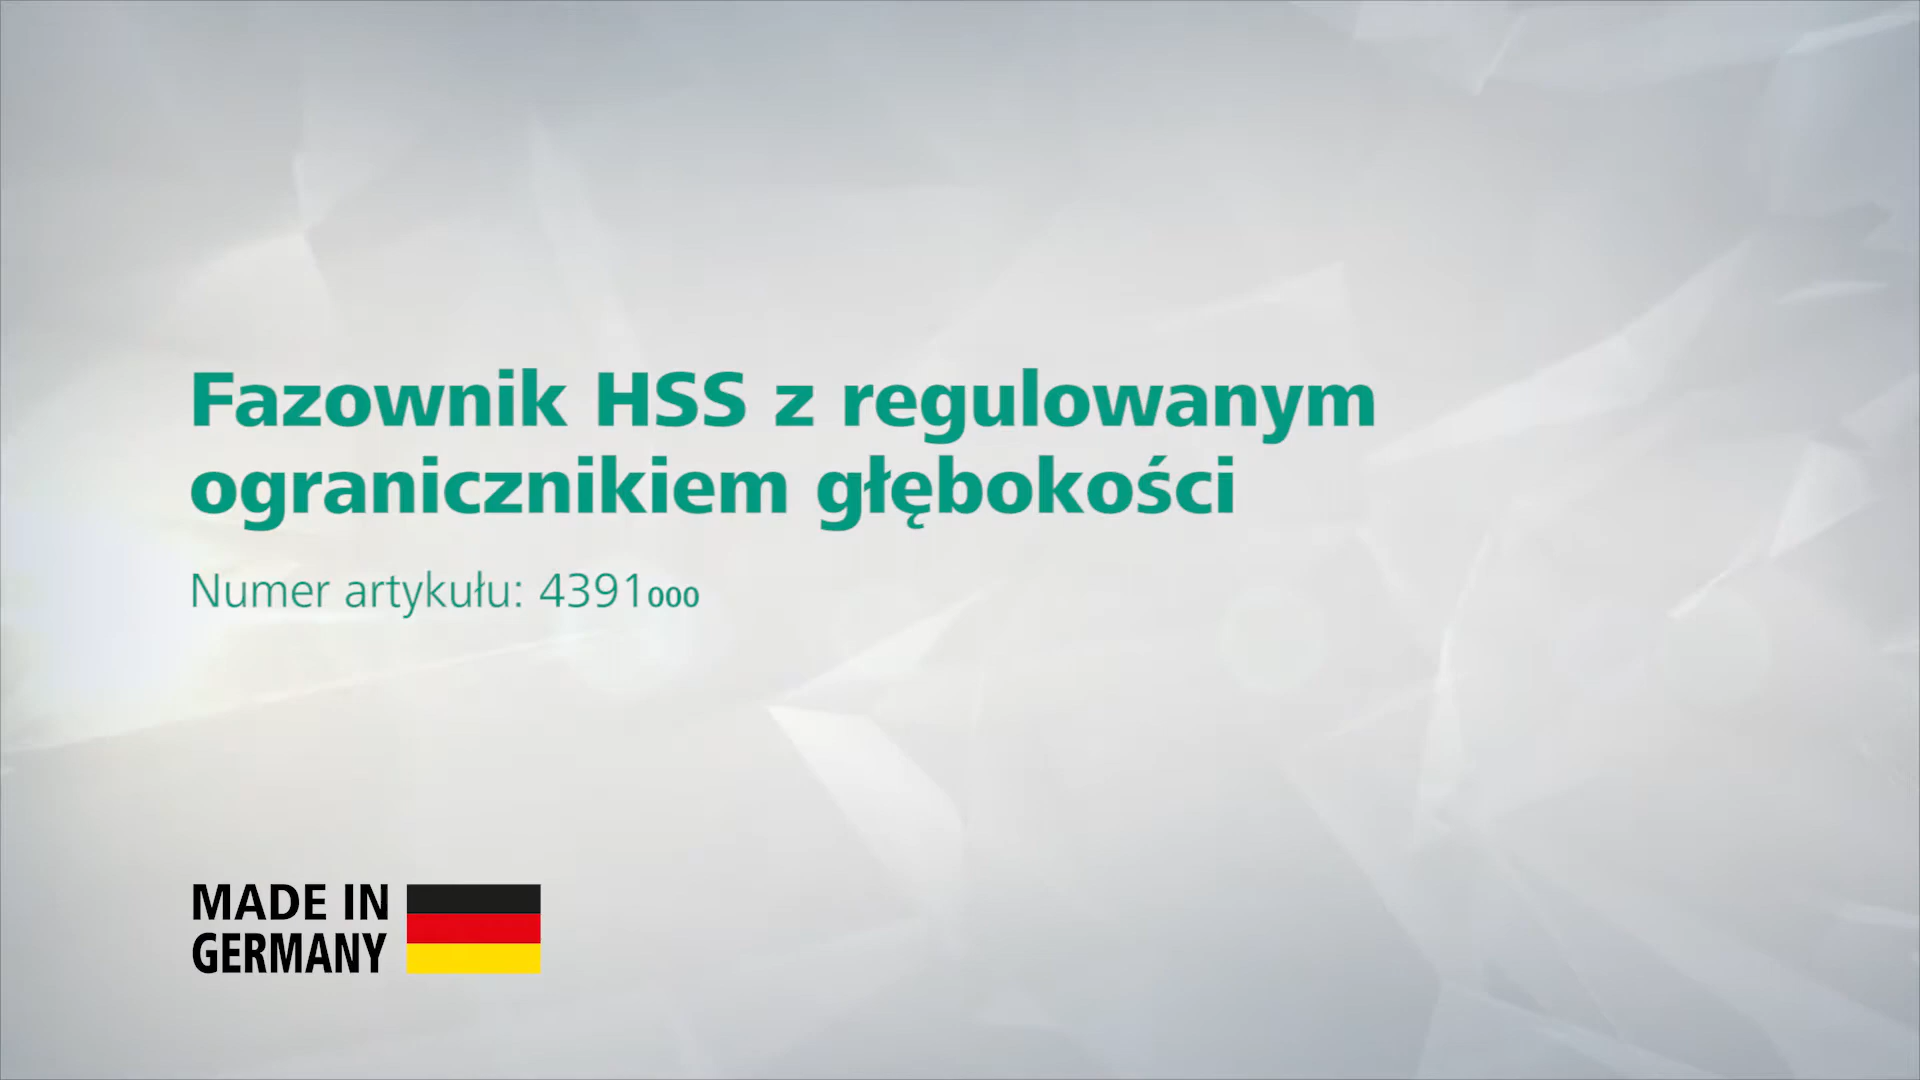 Fazownik HSS z regulowanym
ogranicznikiem głębokości
Numer artykułu: 4391000
MADE IN
GERMANY